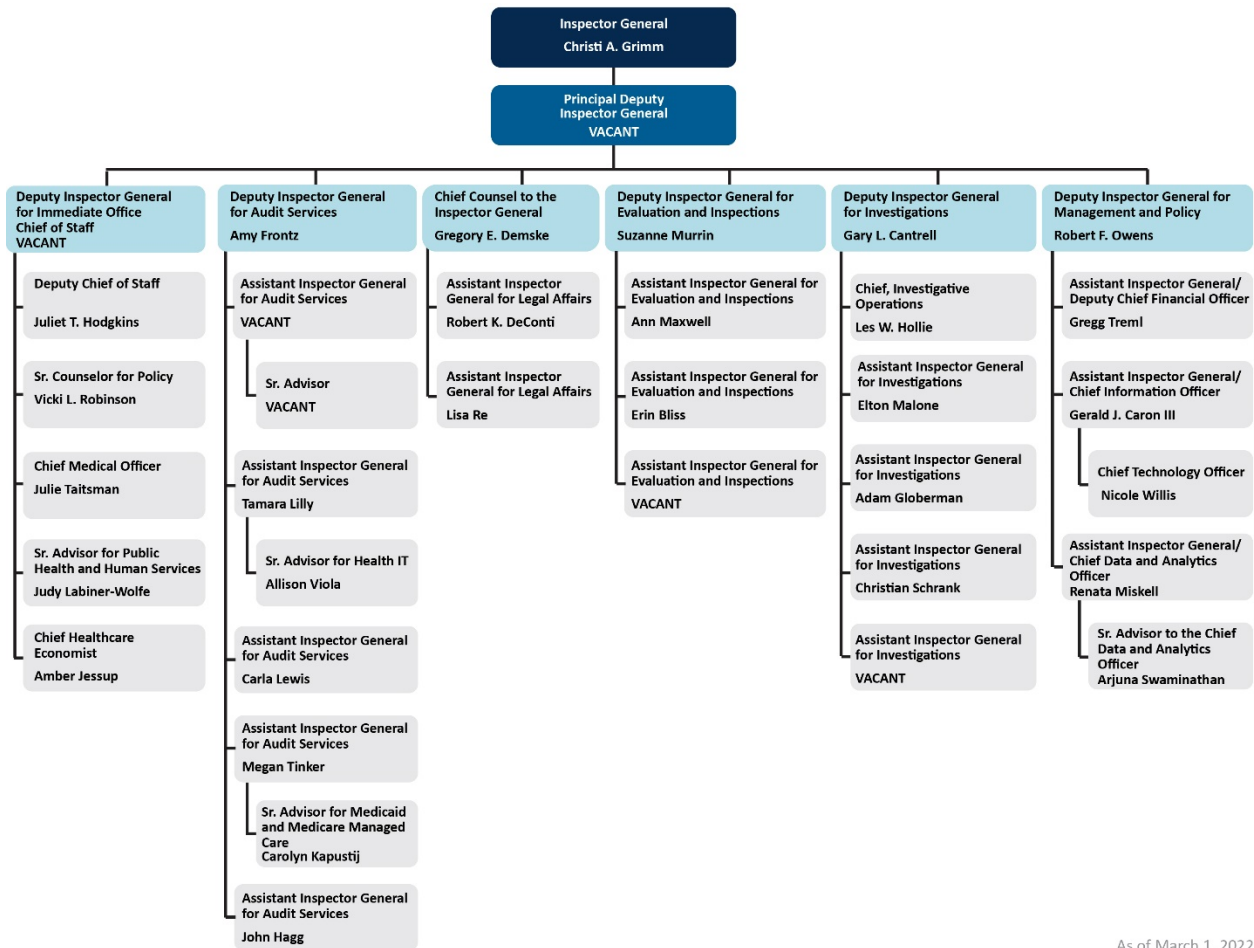 Inspector General
Christi A. Grimm
Principal Deputy
Inspector General
VACANT
Deputy Inspector General
for Immediate Office
Chief of Staff
VACANT
Deputy Chief of Staff
Juliet T. Hodgkins
Sr. Counselor for Policy
Vicki L. Robinson
Chief Medical Officer
Julie Taitsman
Sr. Advisor for Public
Health and Human Services
Judy Labiner-Wolfe
Chief Healthcare
Economist
Amber Jessup
Deputy Inspector General
for Audit Services
Amy Frontz
Assistant Inspector General
for Audit Services
VACANT
Sr. Advisor
VACANT
Assistant Inspector General
for Audit Services
Tamara Lilly
Sr. Advisor for Health IT
Allison Viola
Assistant Inspector General
for Audit Services
Carla Lewis
Assistant Inspector General
for Audit Services
Megan Tinker
Sr. Advisor for Medicaid
and Medicare Managed
Care
Carolyn Kapustij
Assistant Inspector General
for Audit Services
John Hagg
Chief Counsel to the
Inspector General
Gregory E. Demske
Assistant Inspector
General for Legal Affairs
Robert K. DeConti
Assistant Inspector
General for Legal Affairs
Lisa Re
Deputy Inspector General for
Evaluation and Inspections
Suzanne Murrin
Assistant Inspector General for
Evaluation and Inspections
Ann Maxwell
Assistant Inspector General for
Evaluation and Inspections
Erin Bliss
Assistant Inspector General for
Evaluation and Inspections
VACANT
Deputy Inspector General
for Investigations
Gary L. Cantrell
Chief, Investigative
Operations
Les W. Hollie
Assistant Inspector General
for Investigations
Elton Malone
Assistant Inspector General
for Investigations
Adam Globerman
Assistant Inspector General
for Investigations
Christian Schrank
Assistant Inspector General
for Investigations
VACANT
Deputy Inspector General for
Management and Policy
Robert F. Owens
Assistant Inspector General/
Deputy Chief Financial Officer
Gregg Treml
Assistant Inspector General/
Chief Information Officer
Gerald J. Caron III
Chief Technology Officer
Nicole Willis
Assistant Inspector General/
Chief Data and Analytics
Officer
Renata Miskell
Sr. Advisor to the Chief
Data and Analytics
Officer
Arjuna Swaminathan
As of March 1, 2022